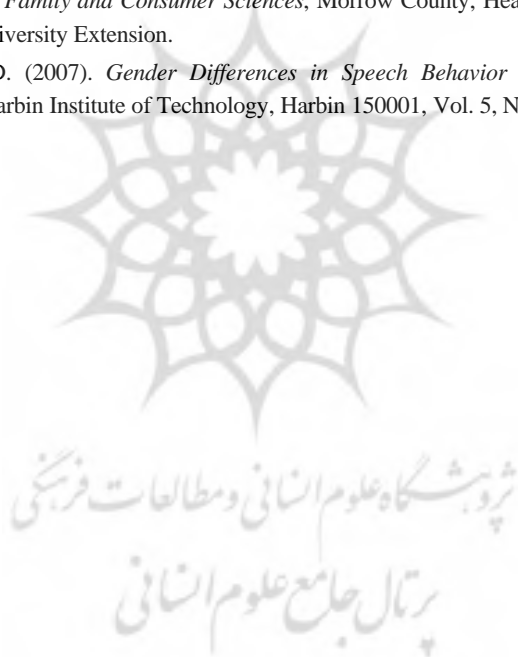 Family and Consumer Sciences, Morrow County, Hea
iversity Extension.
D. (2007). Gender Differences in Speech Behavior
arbin Institute of Technology, Harbin 150001, Vol. 5, N
پژوهشگاه علوم انسانی و مطالعات فرهنگی
پرتال جامع علوم انسانی